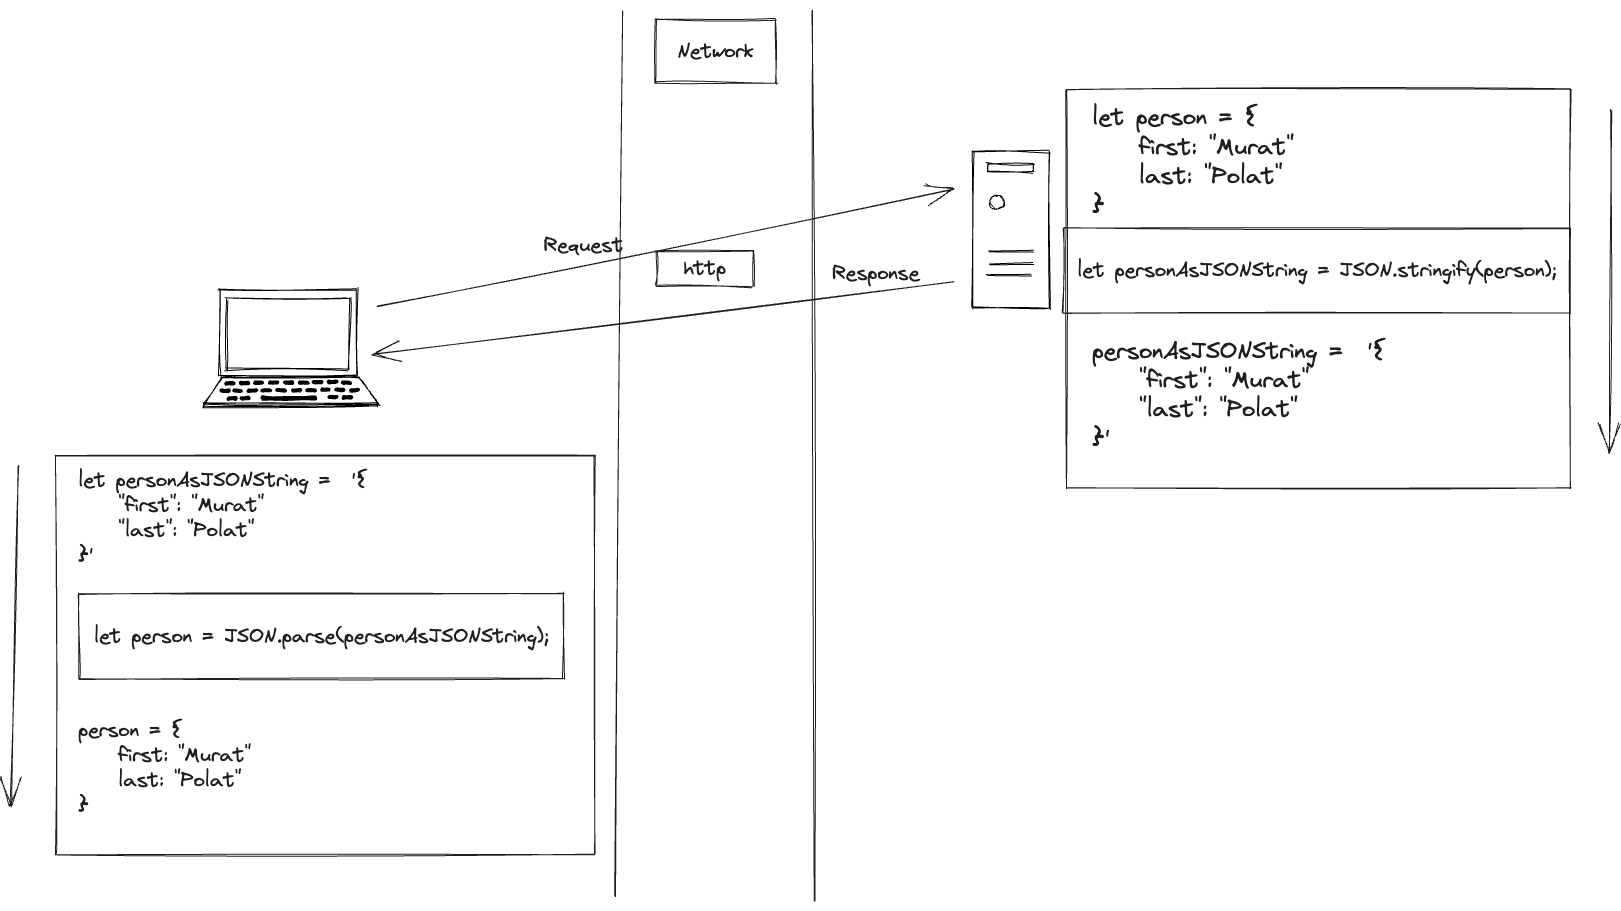 Network
let person = {
first: "Murat"
last: "Polat"
}
Request
http
Response
let personAsJSONString = JSON.stringify(person);
personAsJSONString = '{
"first": "Murat"
"last": "Polat"
}'
let personAsJSONString = '{
"first": "Murat"
"last": "Polat"
}'
let person = JSON.parse(personAsJSONString);
person = {
first: "Murat"
last: "Polat"
}